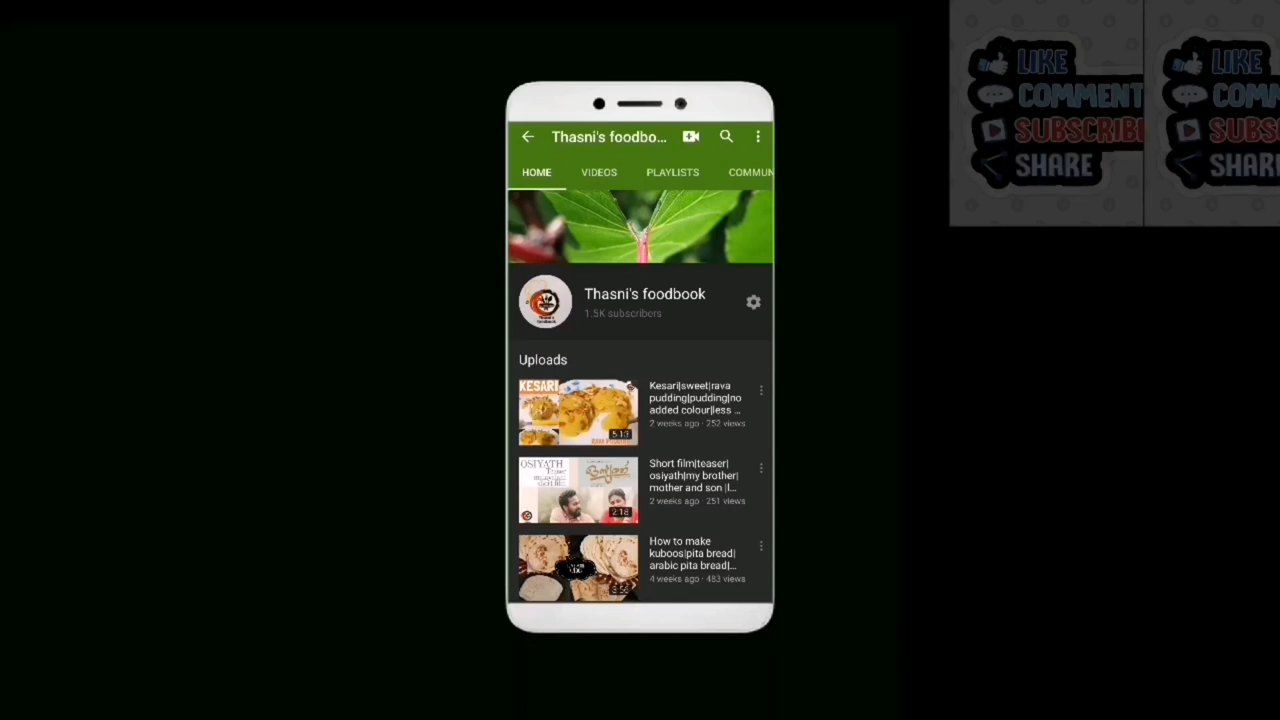 Thasni's foodbo...
HOME VIDEOS PLAYLISTS COMMUN
Thasni's foodbook
1.5K subscribers
Uploads
KESARI
5:13
Kesari|sweet|rava
pudding|pudding|no
added colour|less ...
2 weeks ago · 252 views
OSIYATH
Teaser
2:18
Short film|teaser|
osiyath|my brother|
mother and son |l...
2 weeks ago · 251 views
How to make
kuboos|pita bread|
arabic pita bread|...
4 weeks ago · 483 views
LIKE
COMMENT
SUBSCRIBE
SHARE
LIKE
COMM
SUBSC
SHAR